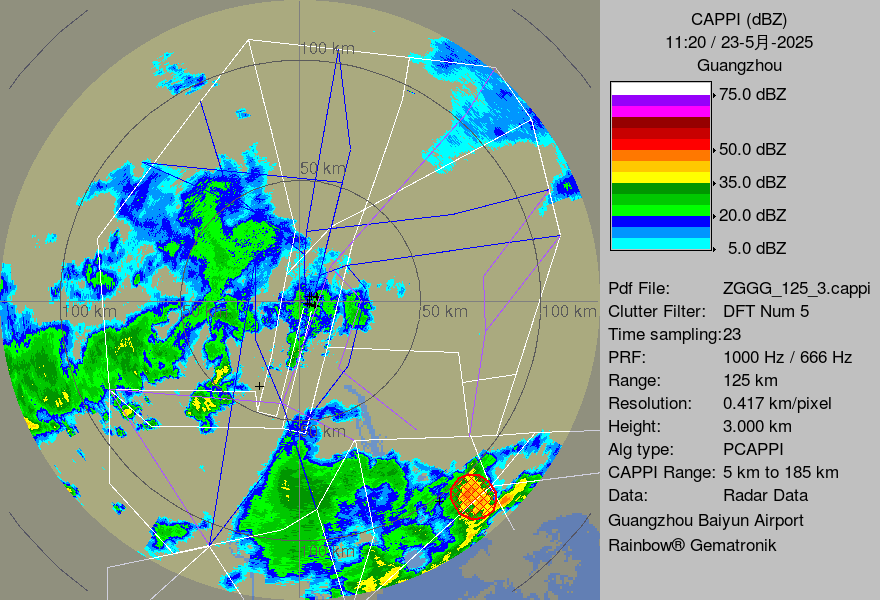 CAPPI (dBZ)
11:20 / 23-5月-2025
Guangzhou
75.0 dBZ
50.0 dBZ
35.0 dBZ
20.0 dBZ
5.0 dBZ
Pdf File: ZGGG_125_3.cappi
Clutter Filter: DFT Num 5
Time sampling:23
PRF: 1000 Hz / 666 Hz
Range: 125 km
Resolution: 0.417 km/pixel
Height: 3.000 km
Alg type: PCAPPI
CAPPI Range: 5 km to 185 km
Data: Radar Data
Guangzhou Baiyun Airport
Rainbow® Gematronik
100 km
50 km
100 km
km
50 km
100 km
km
100 km